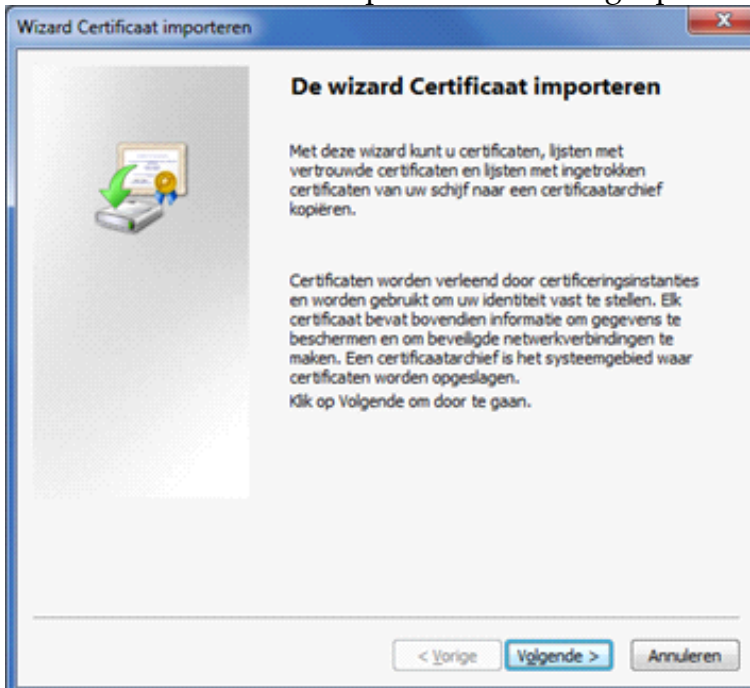 Wizard Certificaat importeren
De wizard Certificaat importeren
Met deze wizard kunt u certificaten, lijsten met
vertrouwde certificaten en lijsten met ingetrokken
certificaten van uw schijf naar een certificaatarchief
kopiëren.
Certificaten worden verleend door certificeringsinstanties
en worden gebruikt om uw identiteit vast te stellen. Elk
certificaat bevat bovendien informatie om gegevens te
beschermen en om beveiligde netwerkverbindingen te
maken. Een certificaatarchief is het systeemgebied waar
certificaten worden opgeslagen.
Klik op Volgende om door te gaan.
< Vorige Volgende > Annuleren